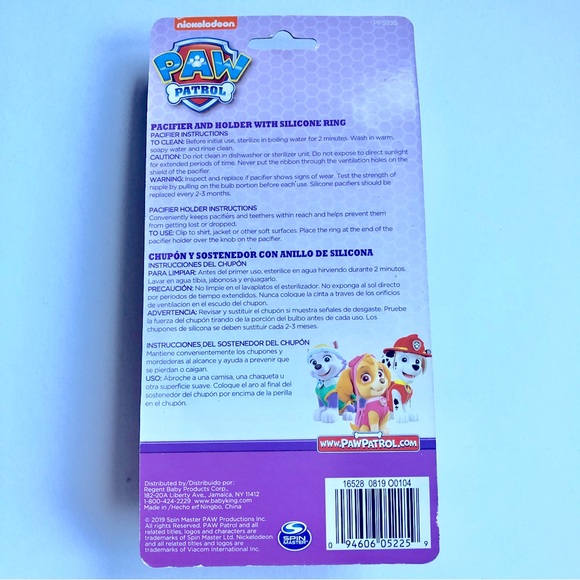 nickelodeon
PP5225
PAW
PATROL
PACIFIER AND HOLDER WITH SILICONE RING
PACIFIER INSTRUCTIONS
TO CLEAN: Before initial use, sterilize in boiling water for 2 minutes. Wash in warm,
soapy water and rinse clean.
CAUTION: Do not clean in dishwasher or sterilizer unit. Do not expose to direct sunlight
for extended periods of time. Never put the ribbon through the ventilation holes on the
shield of the pacifier.
WARNING: Inspect and replace if pacifier shows signs of wear. Test the strength of
nipple by pulling on the bulb portion before each use. Silicone pacifiers should be
replaced every 2-3 months.
PACIFIER HOLDER INSTRUCTIONS
Conveniently keeps pacifiers and teethers within reach and helps prevent them
from getting lost or dropped.
TO USE: Clip to shirt, jacket or other soft surfaces. Place the ring at the end of the
pacifier holder over the knob on the pacifier.
CHUPÓN Y SOSTENEDOR CON ANILLO DE SILICONA
INSTRUCCIONES DEL CHUPÓN
PARA LIMPIAR: Antes del primer uso, esterilice en agua hirviendo durante 2 minutos.
Lavar en agua tibia, jabonosa y enjuagarlo.
PRECAUCIÓN: No limpie en el lavaplatos el esterilizador. No exponga al sol directo
por períodos de tiempo extendidos. Nunca coloque la cinta a traves de los orificios
de ventilacion en el escudo del chupon.
ADVERTENCIA: Revisar y sustituir el chupón si muestra señales de desgaste. Pruebe
la fuerza del chupón tirando de la porción del bulbo antes de cada uso. Los
chupones de silicona se deben sustituir cada 2-3 meses.
INSTRUCCIONES DEL SOSTENEDOR DEL CHUPÓN
Mantiene convenientemente los chupones y
mordederas al alcance y ayuda a prevenir que
se pierdan o caigan.
USO: Abroche a una camisa, una chaqueta u
otra superficie suave. Coloque el aro al final del
sostenedor del chupón por encima de la perilla
en el chupón.
WWW.PAWPATROL.COM
Distributed by/Distribuido por:
Regent Baby Products Corp.,
182-20A Liberty Ave., Jamaica, NY 11412
1-800-424-2229 www.babyking.com
Made in /Hecho en Ningbo, China
© 2019 Spin Master PAW Productions Inc.
All Rights Reserved. PAW Patrol and all
related titles, logos and characters are
trademarks of Spin Master Ltd. Nickelodeon
and all related titles and logos are
trademarks of Viacom International Inc.
SPIN
MASTER
16528 0819 O0104
0 94606 05225 9